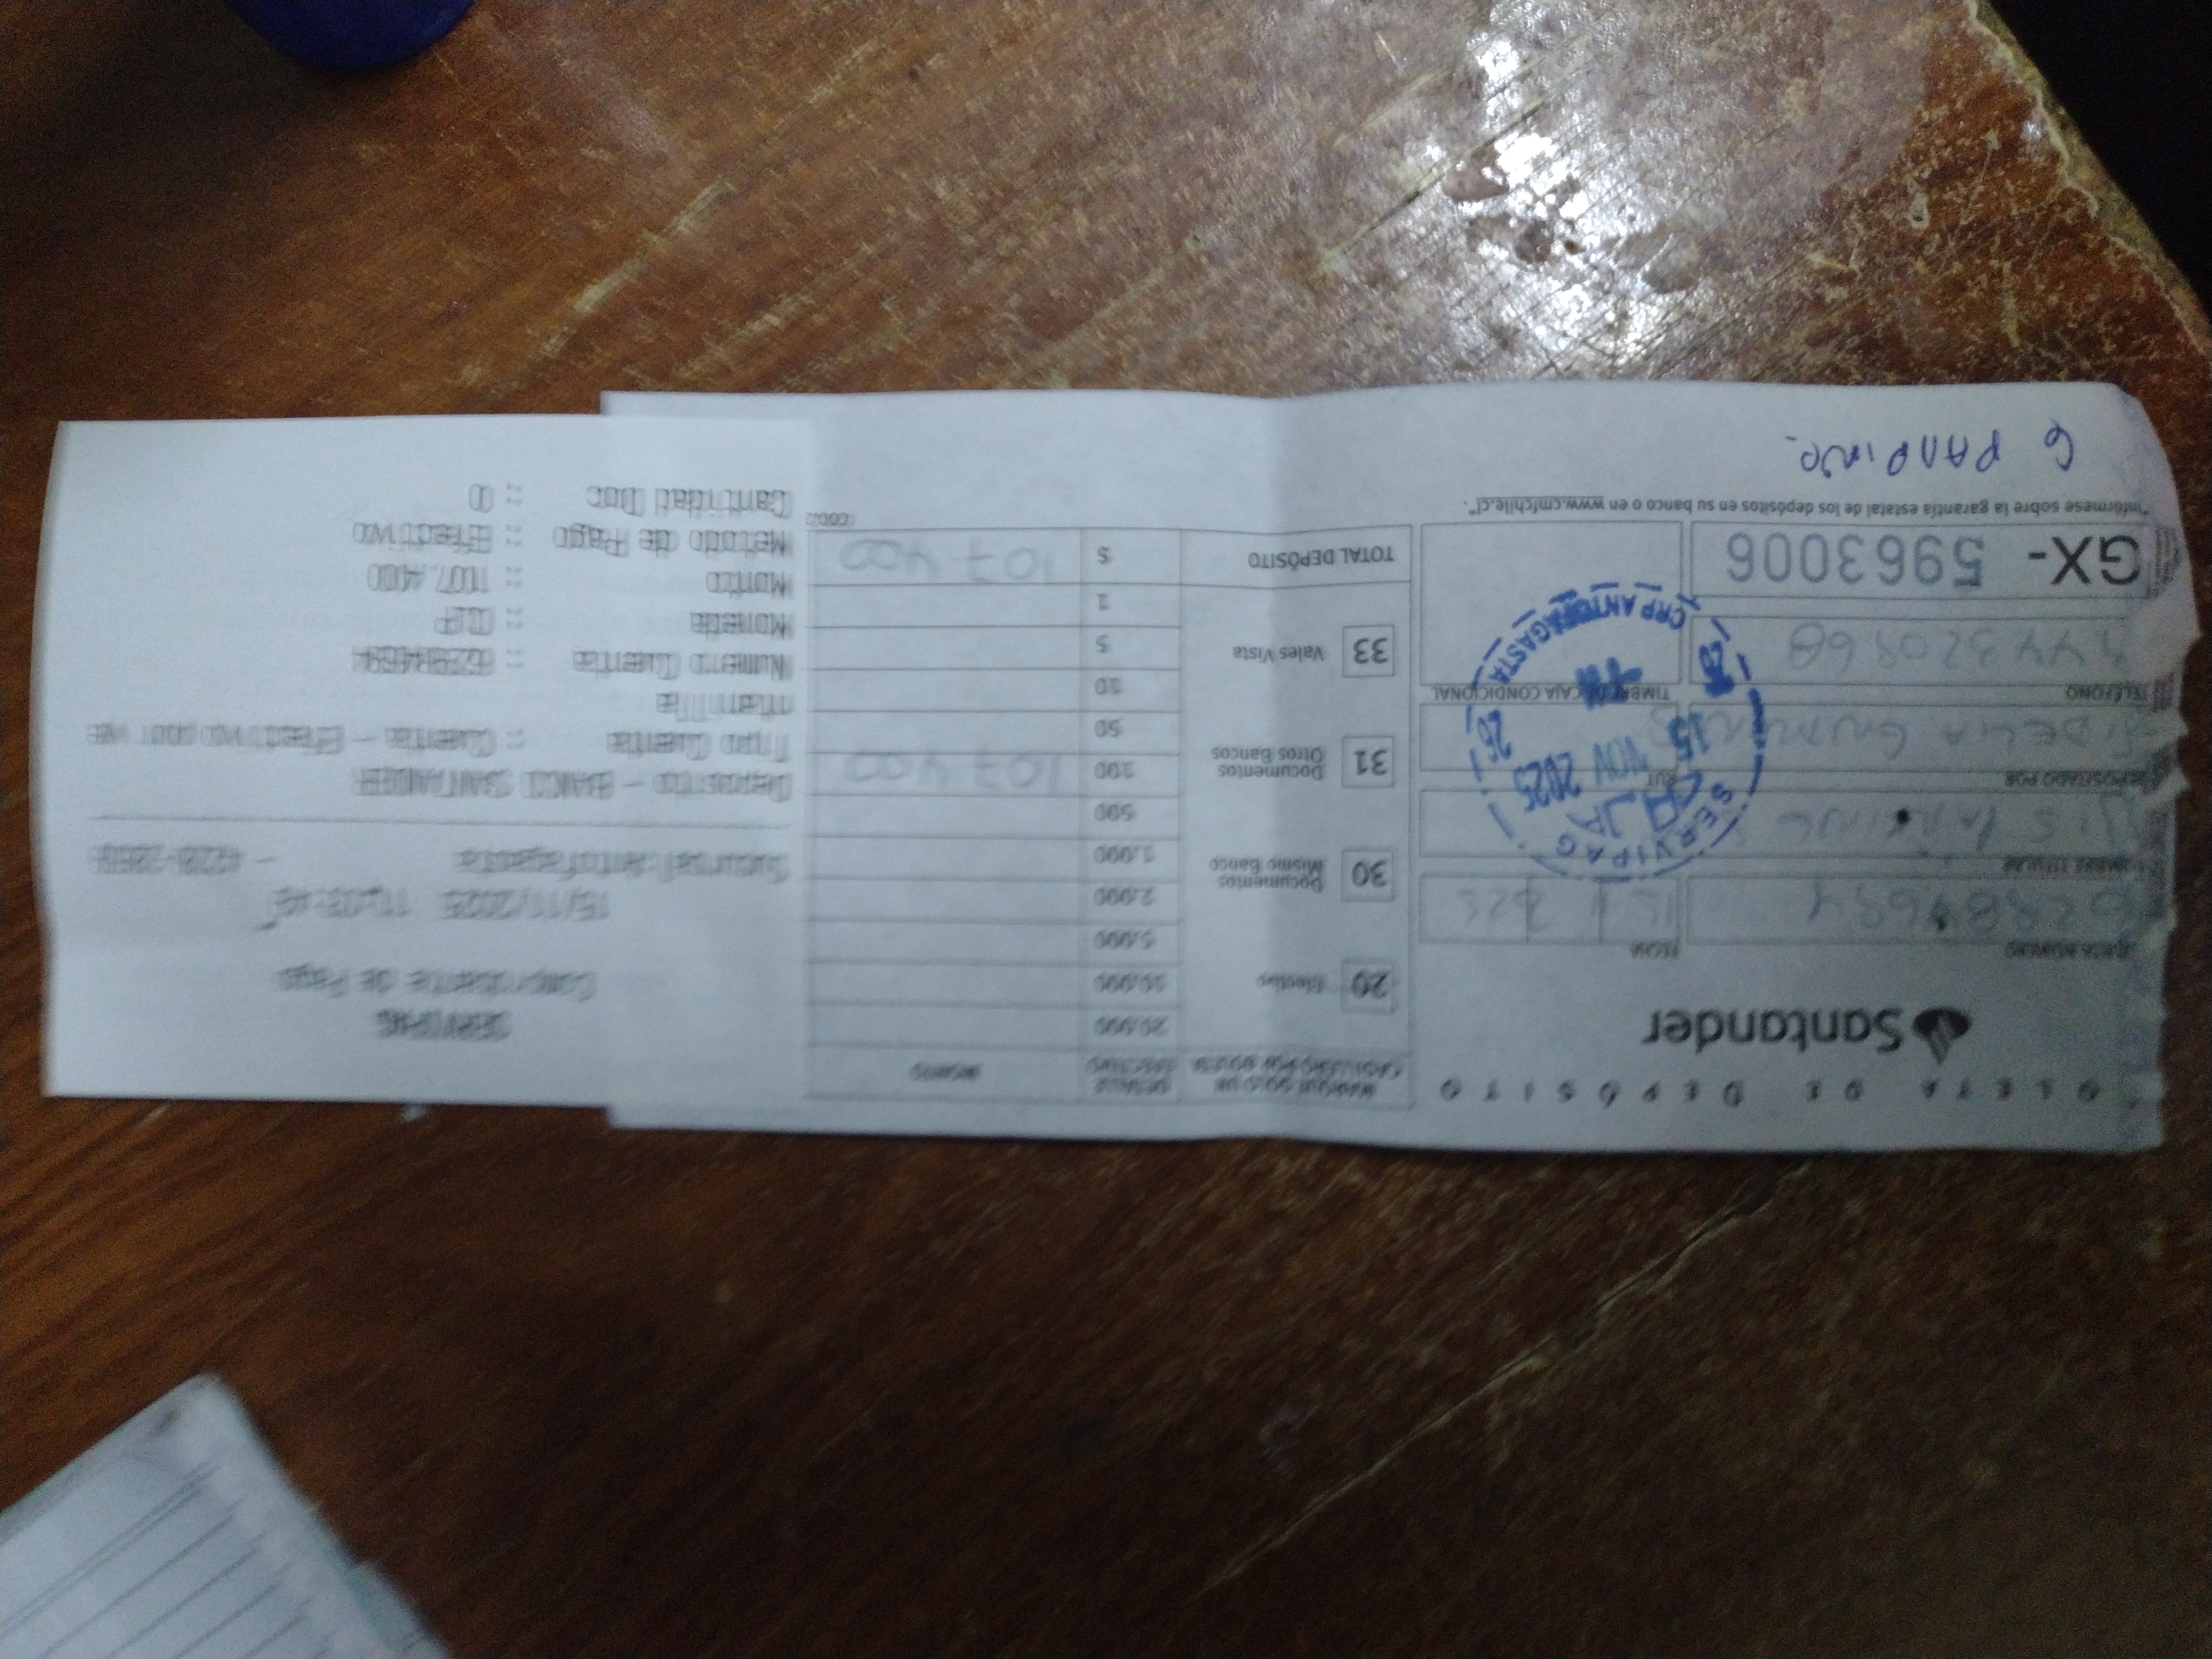 BOLETA DE DEPÓSITO
Santander
CUENTA NÚMERO
FECHA
NOMBRE TITULAR
DEPOSITADO POR
RUT
TELÉFONO
TIMBRE DE CAJA CONDICIONAL
944320968
GX- 5963006
"Infórmese sobre la garantía estatal de los depósitos en su banco o en www.cmfchile.cl".
SERVIPAG
CAJA
15 NOV 2025
26
26
CRP ANTOFAGASTA
MONTO
20 Efectivo
30 Documentos Mismo Banco
31 Documentos Otros Bancos
33 Vales Vista
20.000
10.000
5.000
2.000
1.000
500
100 107 400
50
10
5
1
TOTAL DEPÓSITO $ 107 400
SERVIPAG
Comprobante de Pago
15/11/2025
Sucursal:Antofagasta
Deposito - BANCO SANTANDER
Tipo Cuenta : Cuenta - Efectivo
Numero Cuenta
Moneda : CLP
Monto : 107.400
Metodo de Pago : Efectivo
Cantidad Doc : 0